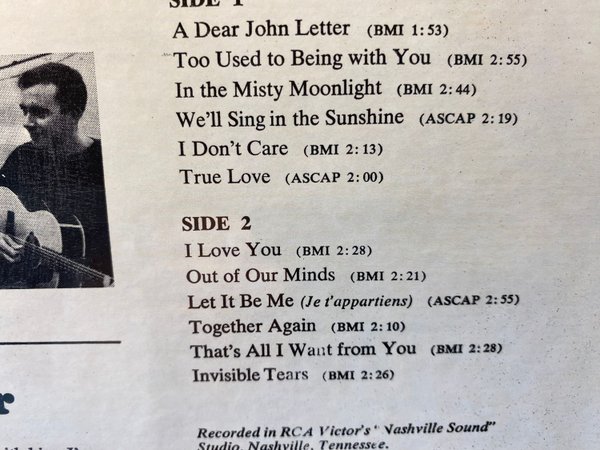 SIDE 1
A Dear John Letter (BMI 1:53)
Too Used to Being with You (BMI 2:55)
In the Misty Moonlight (BMI 2:44)
We'll Sing in the Sunshine (ASCAP 2:19)
I Don't Care (BMI 2:13)
True Love (ASCAP 2:00)
SIDE 2
I Love You (BMI 2:28)
Out of Our Minds (BMI 2:21)
Let It Be Me (Je t'appartiens) (ASCAP 2:55)
Together Again (BMI 2:10)
That's All I Want from You (BMI 2:28)
Invisible Tears (BMI 2:26)
r
Recorded in RCA Victor's "Nashville Sound"
Studio, Nashville, Tennessee.